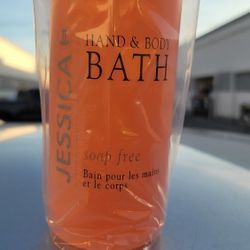 JESSICA
HAND & BODY
BATH
soap free
Bain pour les mains
et le corps